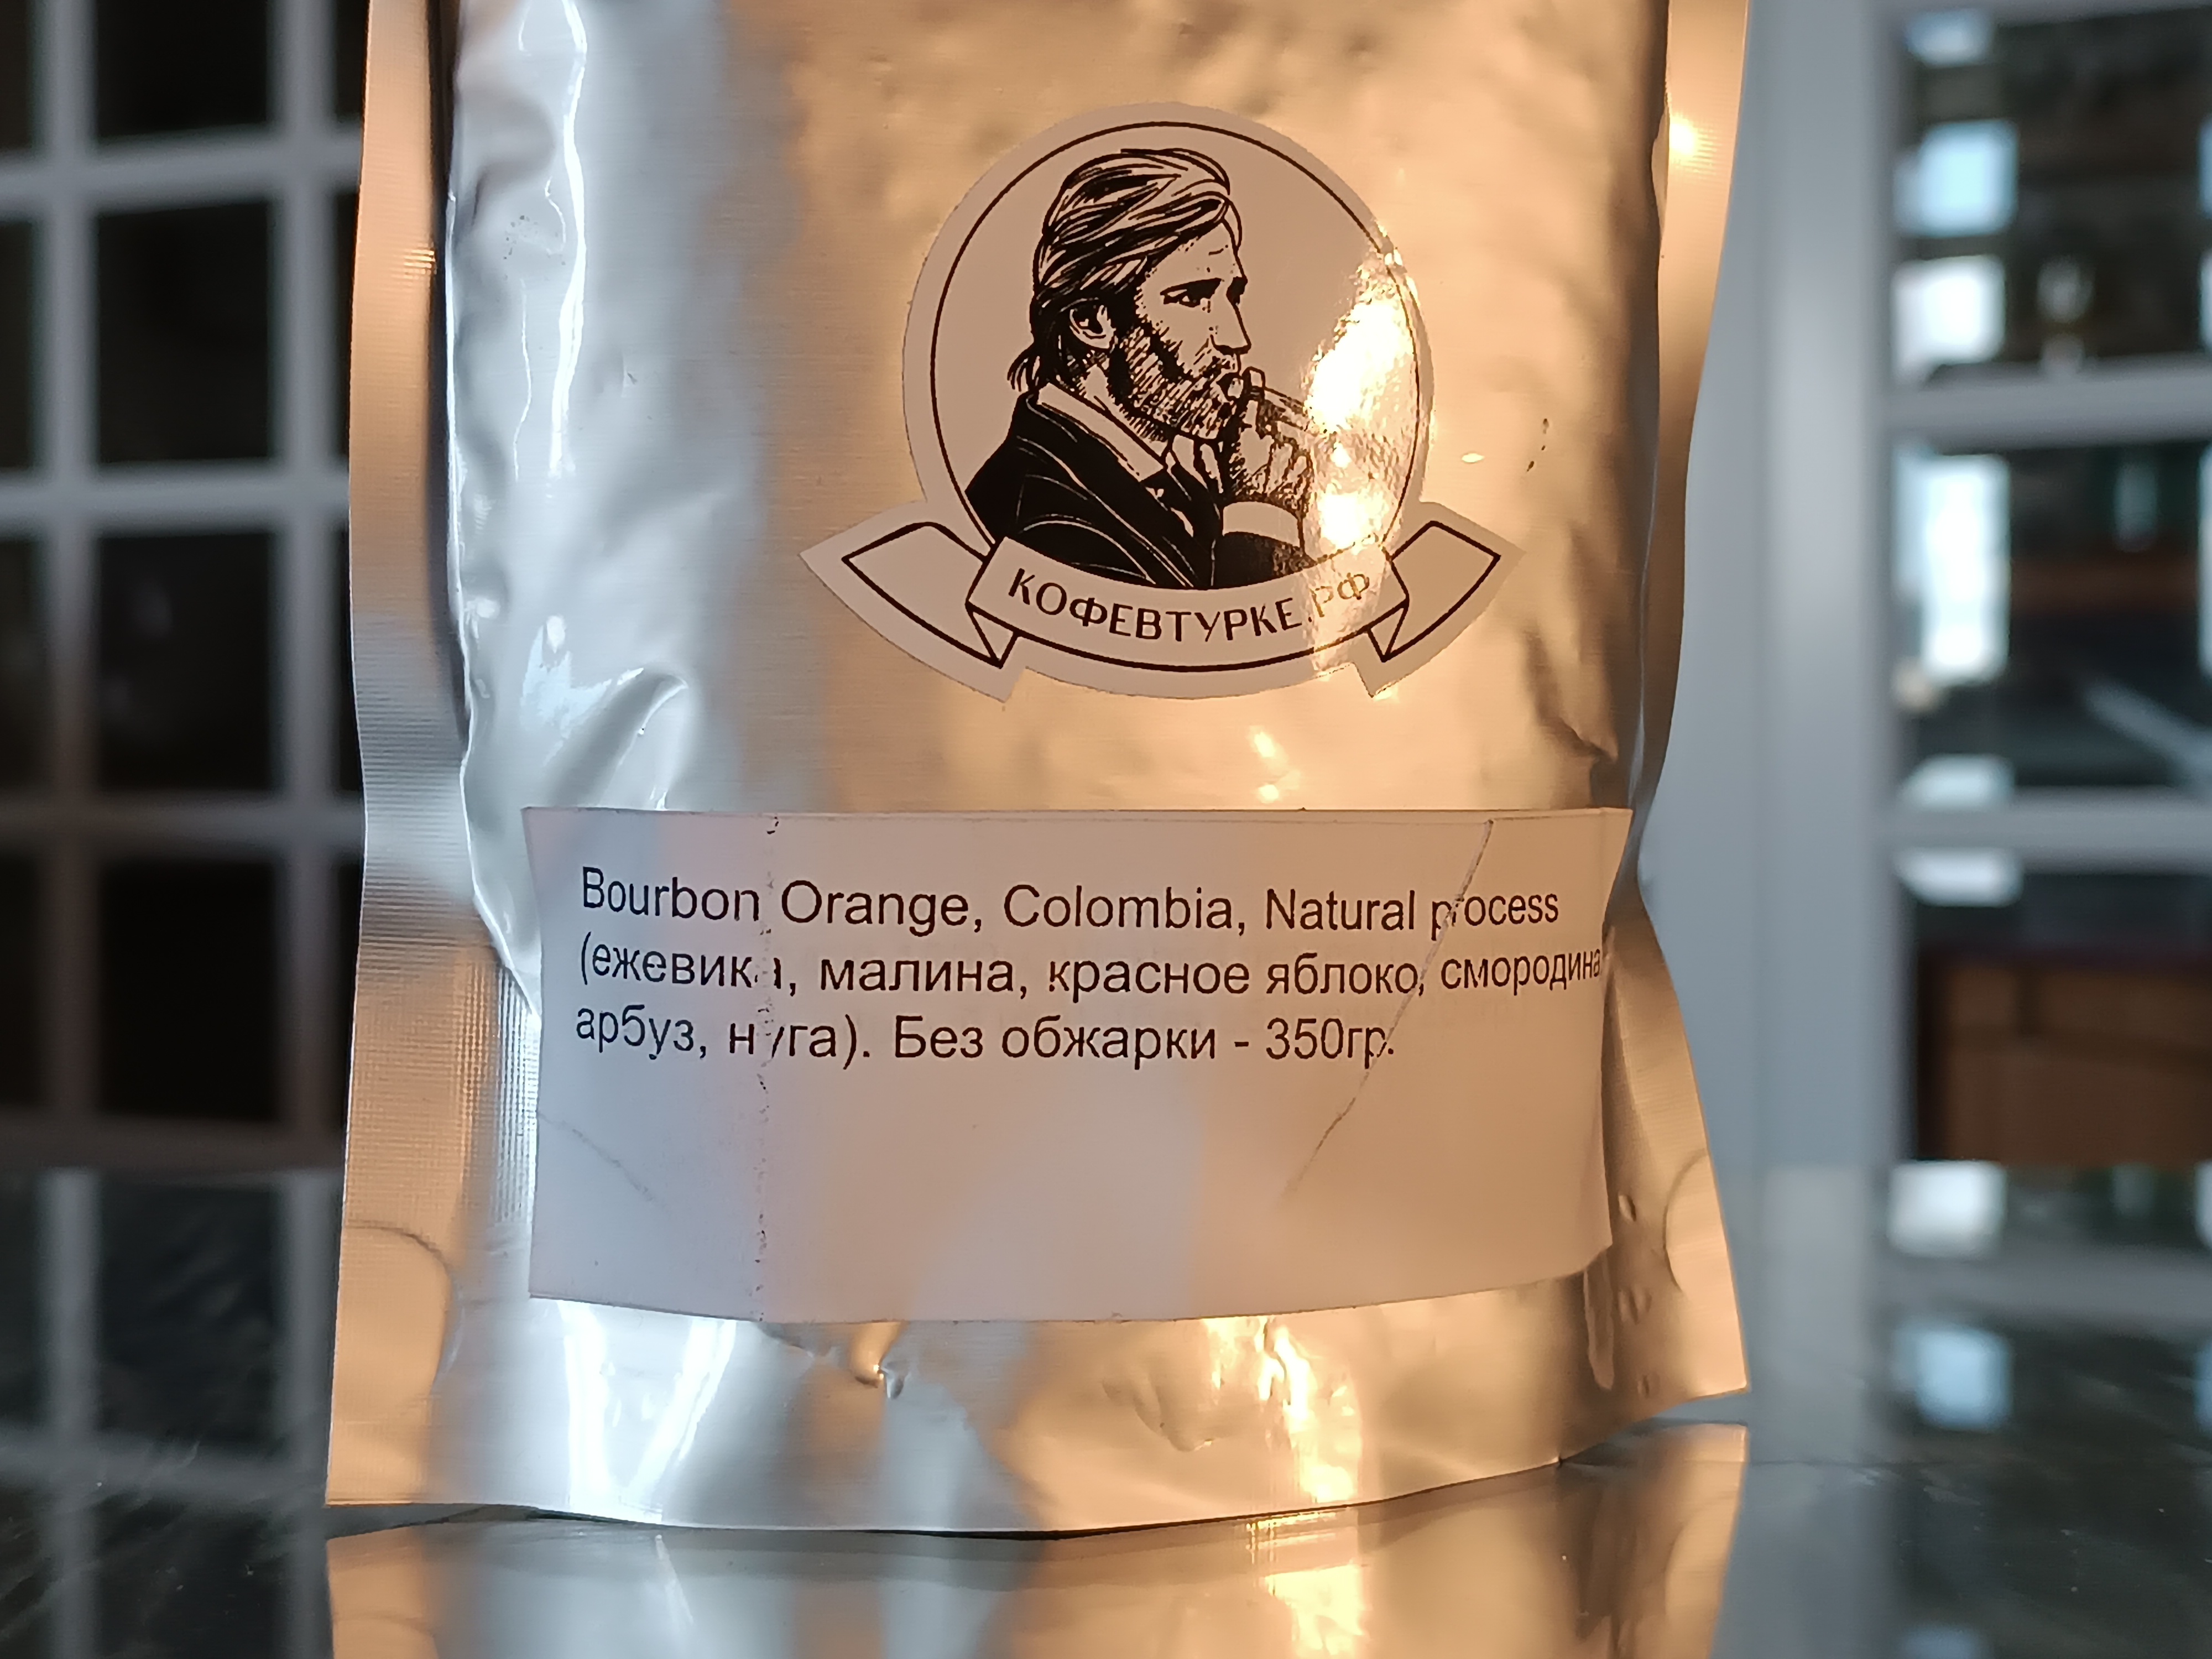 КОФЕВТУРКЕ.РФ
Bourbon Orange, Colombia, Natural process
(ежевика, малина, красное яблоко, смородина
арбуз, нуга). Без обжарки - 350гр.